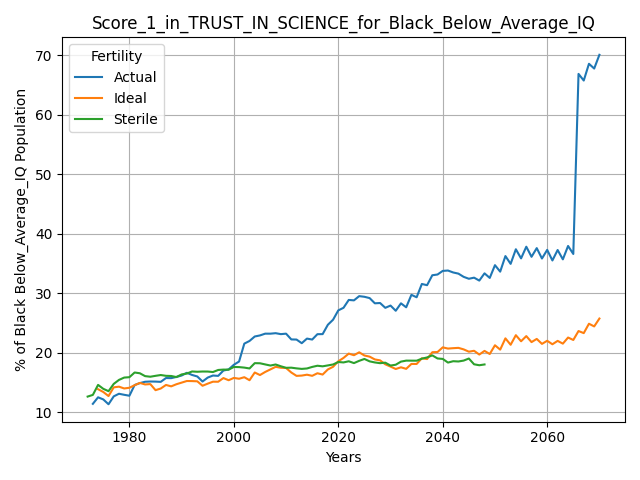 Score_1_in_TRUST_IN_SCIENCE_for_Black_Below_Average_IQ
% of Black Below_Average_IQ Population
70
60
50
40
30
20
10
Fertility
Actual
Ideal
Sterile
1980 2000 2020 2040 2060
Years